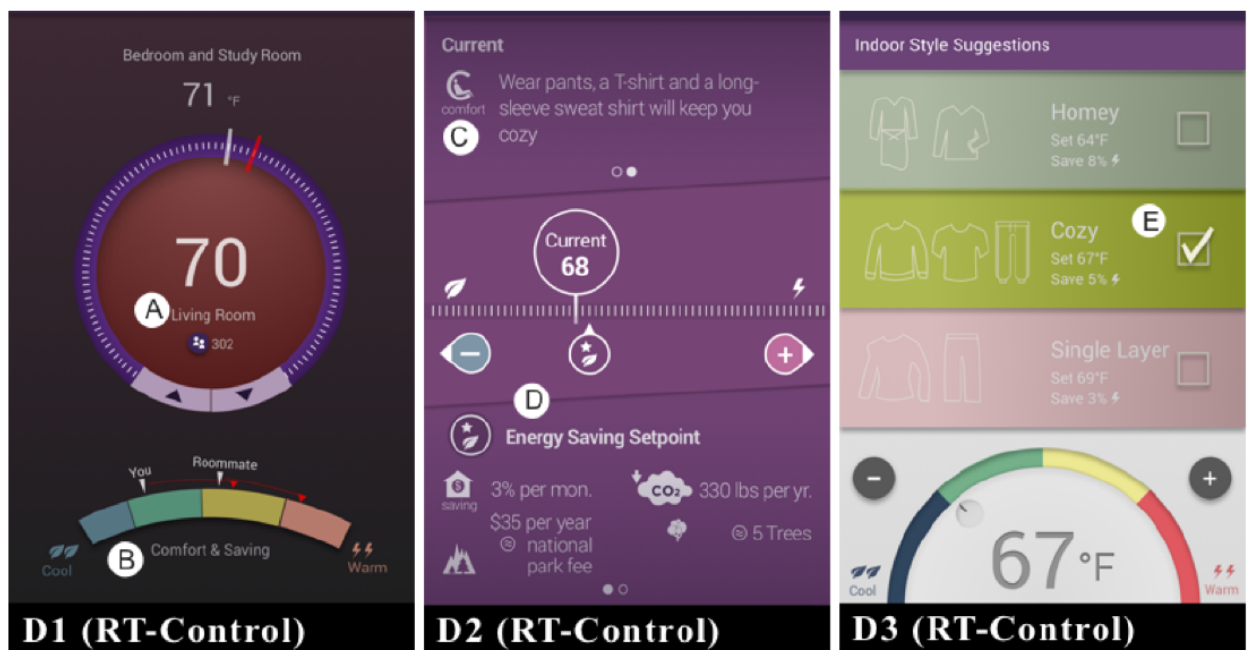 Bedroom and Study Room
71 °F
70
A
Living Room
302
You
Roommate
B
Comfort & Saving
Cool
Warm
D1 (RT-Control)
Current
comfort
C
Wear pants, a T-shirt and a long-
sleeve sweat shirt will keep you
cozy
Current
68
D
Energy Saving Setpoint
saving
3% per mon.
CO₂
330 lbs per yr.
$35 per year
national
park fee
5 Trees
D2 (RT-Control)
Indoor Style Suggestions
Homey
Set 64°F
Save 8%
Cozy
E
Set 67°F
Save 5%
Single Layer
Set 69°F
Save 3%
67°F
Cool
Warm
D3 (RT-Control)